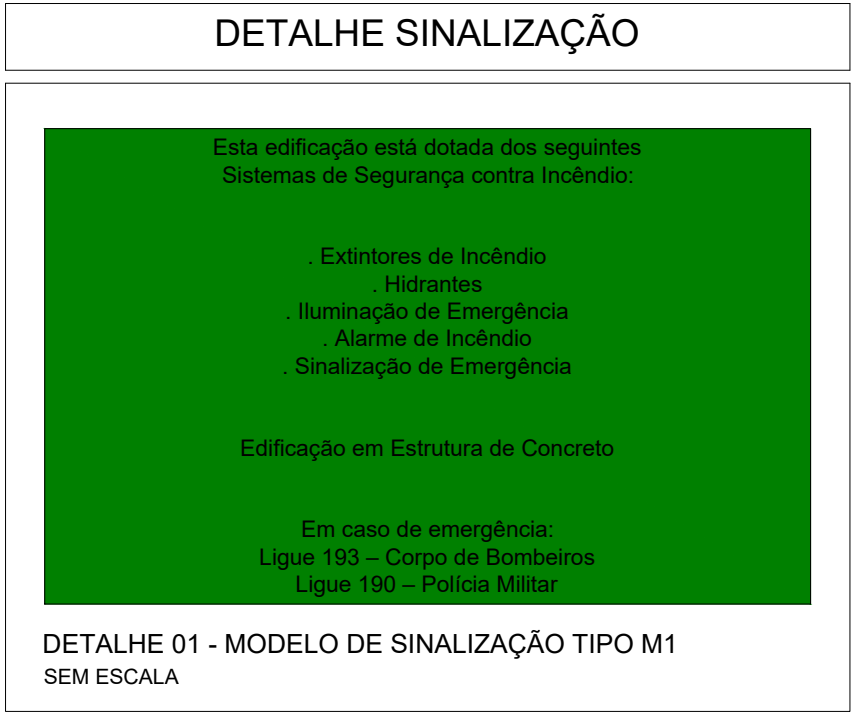 DETALHE SINALIZAÇÃO
Esta edificação está dotada dos seguintes
Sistemas de Segurança contra Incêndio:
. Extintores de Incêndio
. Hidrantes
. Iluminação de Emergência
. Alarme de Incêndio
. Sinalização de Emergência
Edificação em Estrutura de Concreto
Em caso de emergência:
Ligue 193 – Corpo de Bombeiros
Ligue 190 – Polícia Militar
DETALHE 01 - MODELO DE SINALIZAÇÃO TIPO M1
SEM ESCALA